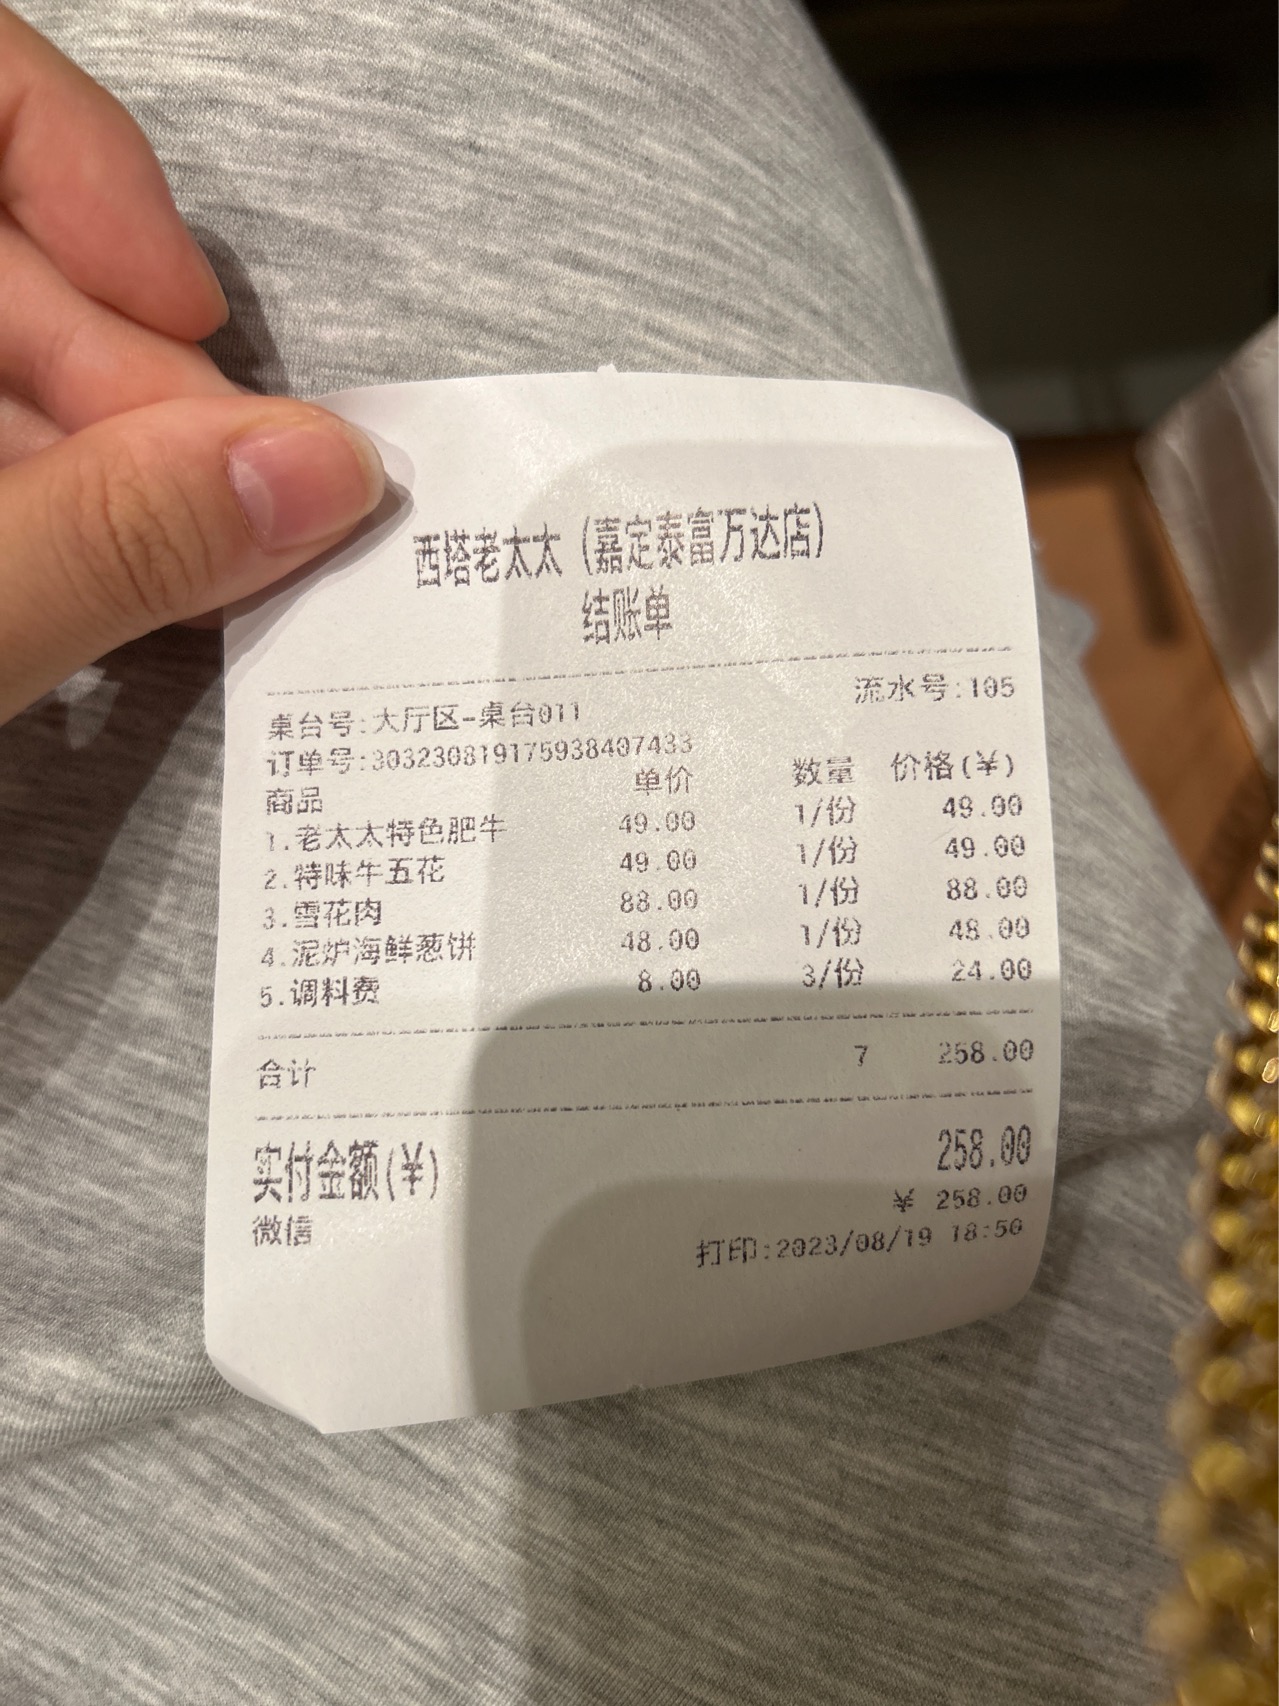 西塔老太太（嘉定泰富万达店）
结账单
流水号:105
桌台号:大厅区-桌台011
订单号:303230819175938407433
商品 单价 数量 价格(¥)
1.老太太特色肥牛 49.00 1/份 49.00
2.特味牛五花 49.00 1/份 49.00
3.雪花肉 88.00 1/份 88.00
4.泥炉海鲜葱饼 48.00 1/份 48.00
5.调料费 8.00 3/份 24.00
合计 7 258.00
实付金额(¥) 258.00
微信 258.00
打印:2023/08/19 18:50